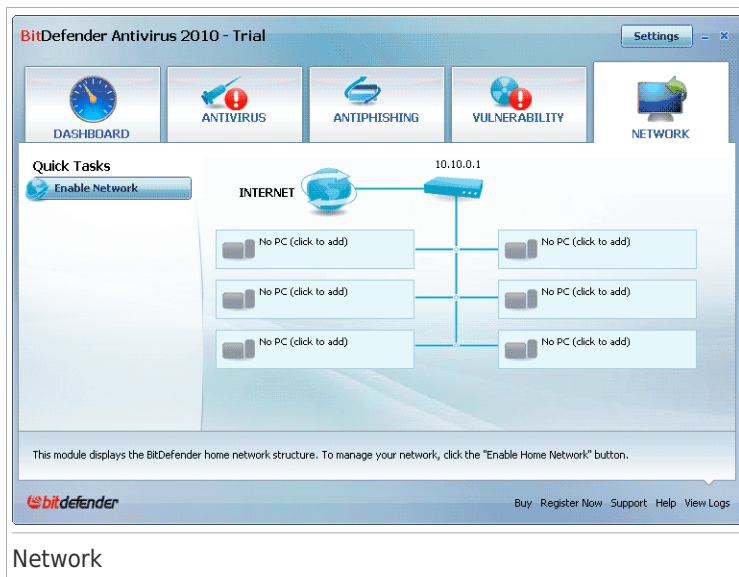 BitDefender Antivirus 2010 - Trial
Settings
DASHBOARD
ANTIVIRUS
ANTIPHISHING
VULNERABILITY
NETWORK
Quick Tasks
Enable Network
10.10.0.1
INTERNET
No PC (click to add)
No PC (click to add)
No PC (click to add)
No PC (click to add)
No PC (click to add)
No PC (click to add)
This module displays the BitDefender home network structure. To manage your network, click the "Enable Home Network" button.
bitdefender
Buy Register Now Support Help View Logs
Network